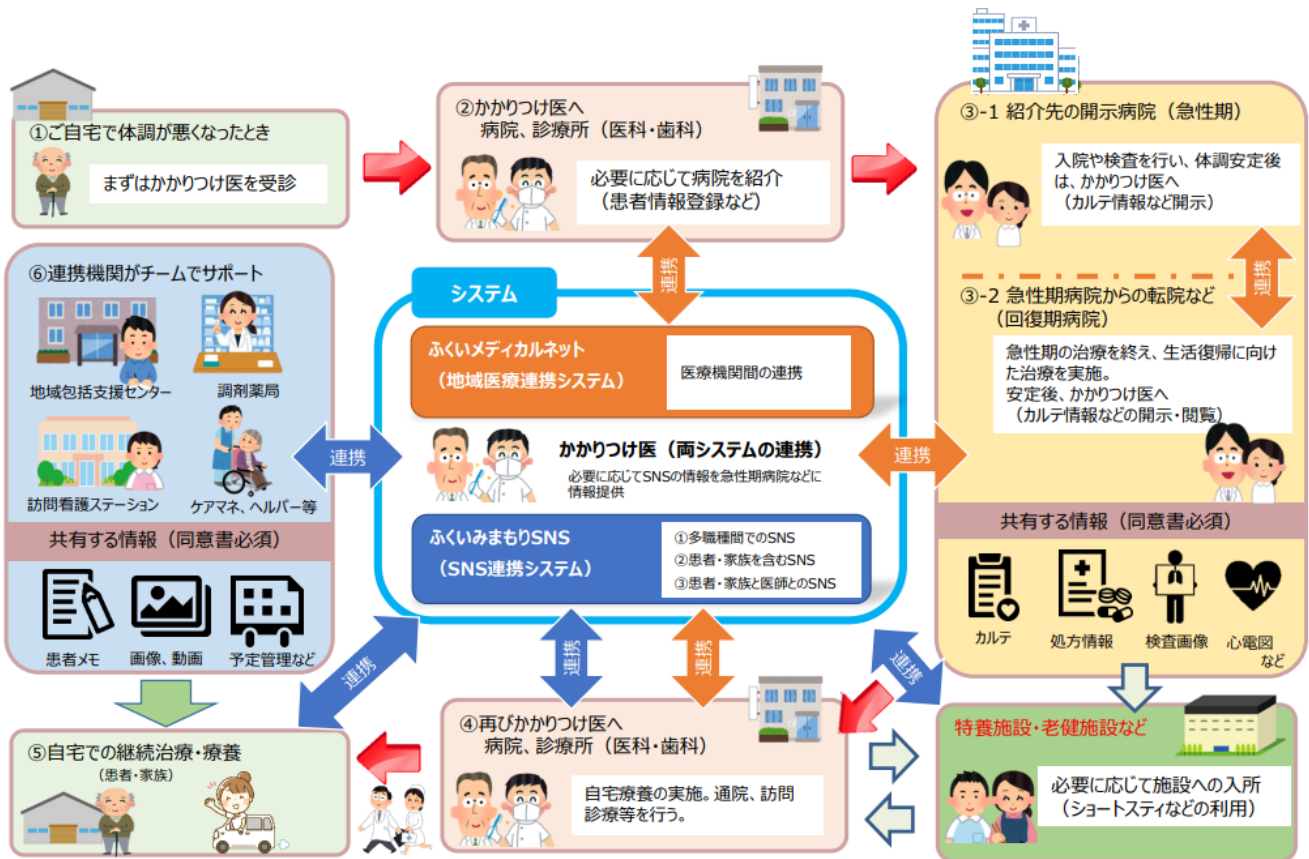 ①ご自宅で体調が悪くなったとき
まずはかかりつけ医を受診
②かかりつけ医へ
病院、診療所（医科・歯科）
必要に応じて病院を紹介
（患者情報登録など）
③-1 紹介先の開示病院（急性期）
入院や検査を行い、体調安定後
は、かかりつけ医へ
（カルテ情報など開示）
連携
③-2 急性期病院からの転院など
（回復期病院）
急性期の治療を終え、生活復帰に向け
た治療を実施。
安定後、かかりつけ医へ
（カルテ情報などの開示・閲覧）
共有する情報（同意書必須）
カルテ
処方情報
検査画像
心電図
など
⑥連携機関がチームでサポート
地域包括支援センター
調剤薬局
訪問看護ステーション
ケアマネ、ヘルパー等
共有する情報（同意書必須）
患者メモ
画像、動画
予定管理など
連携
連携
システム
ふくいメディカルネット
（地域医療連携システム）
医療機関間の連携
かかりつけ医（両システムの連携）
必要に応じてSNSの情報を急性期病院などに
情報提供
ふくいみまもりSNS
（SNS連携システム）
①多職種間でのSNS
②患者・家族を含むSNS
③患者・家族と医師とのSNS
連携
連携
連携
連携
連携
④再びかかりつけ医へ
病院、診療所（医科・歯科）
自宅療養の実施。通院、訪問
診療等を行う。
⑤自宅での継続治療・療養
（患者・家族）
特養施設・老健施設など
必要に応じて施設への入所
（ショートスティなどの利用）